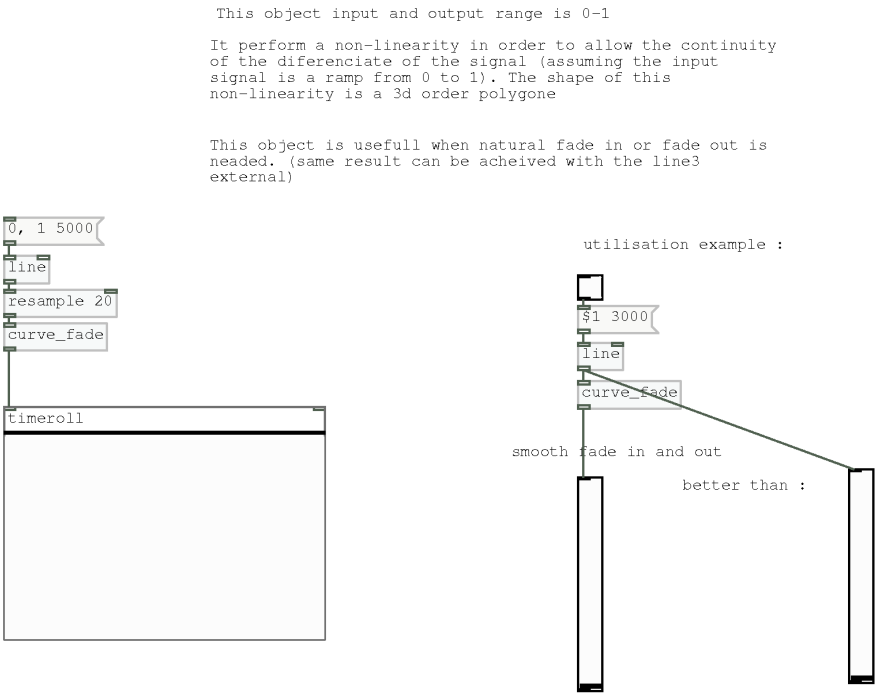 This object input and output range is 0-1
It perform a non-linearity in order to allow the continuity
of the diferenciate of the signal (assuming the input
signal is a ramp from 0 to 1). The shape of this
non-linearity is a 3d order polygone
This object is usefull when natural fade in or fade out is
neaded. (same result can be acheived with the line3
external)
0, 1 5000
line
resample 20
curve_fade
timeroll
utilisation example :
$1 3000
line
curve_fade
smooth fade in and out
better than :